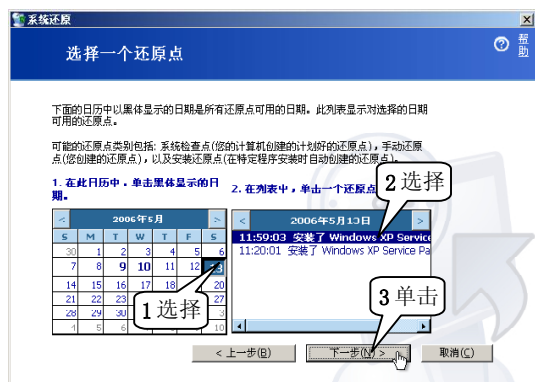 系统还原
选择一个还原点
帮助
下面的日历中以黑体显示的日期是所有还原点可用的日期。此列表显示对选择的日期
可用的还原点。
可能的还原点类别包括: 系统检查点(您的计算机创建的计划好的还原点), 手动还原
点(您创建的还原点), 以及安装还原点(在特定程序安装时自动创建的还原点)。
1. 在此日历中, 单击黑体显示的日
期。
2. 在列表中, 单击一个还原点
2 选择
< 2006年5月 >
S M T W T F S
30 1 2 3 4 5 6
7 8 9 10 11 12 13
14 15 16 17 18 20
21 22 23 27
28 29 30 3
4 5 6 10
1 选择
< 2006年5月13日 >
11:59:03 安装了 Windows XP Service
11:20:01 安装了 Windows XP Service Pa
3 单击
< 上一步(B)
下一步(N) >
取消(C)